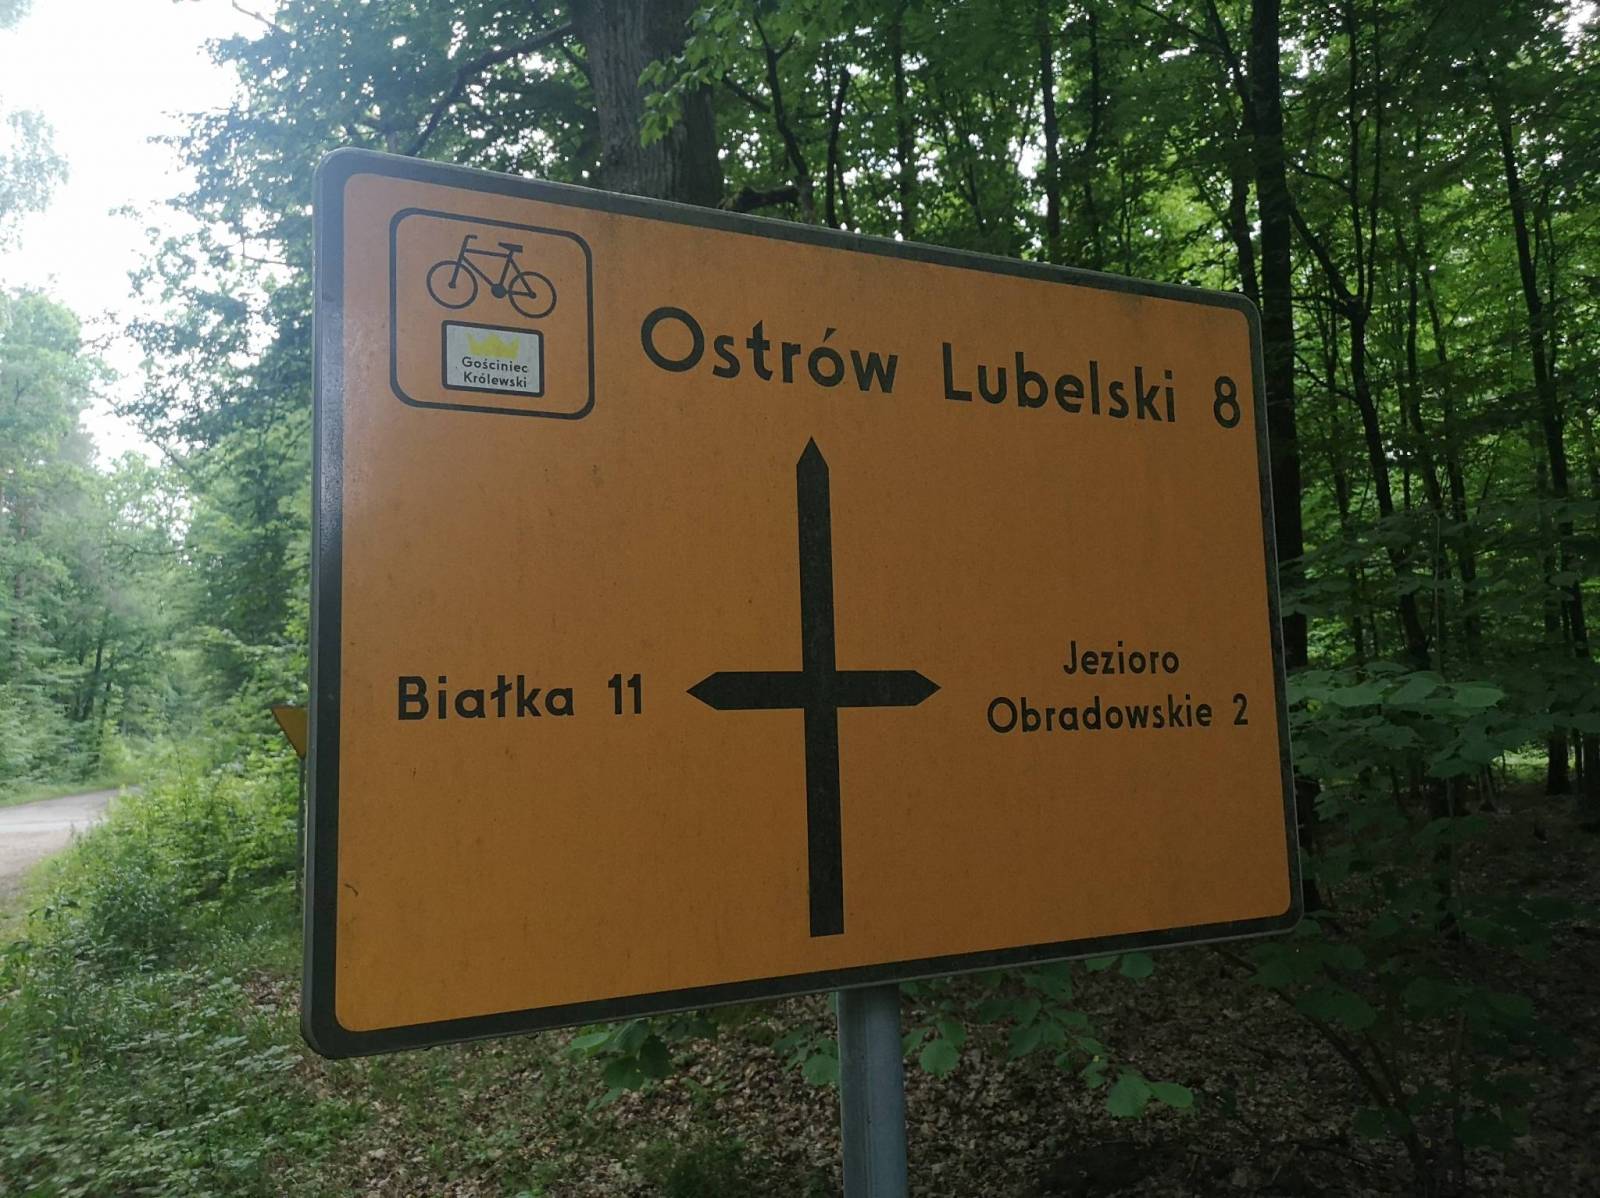 Gościniec
Królewski
Ostrów Lubelski 8
Białka 11
Jezioro
Obradowskie 2